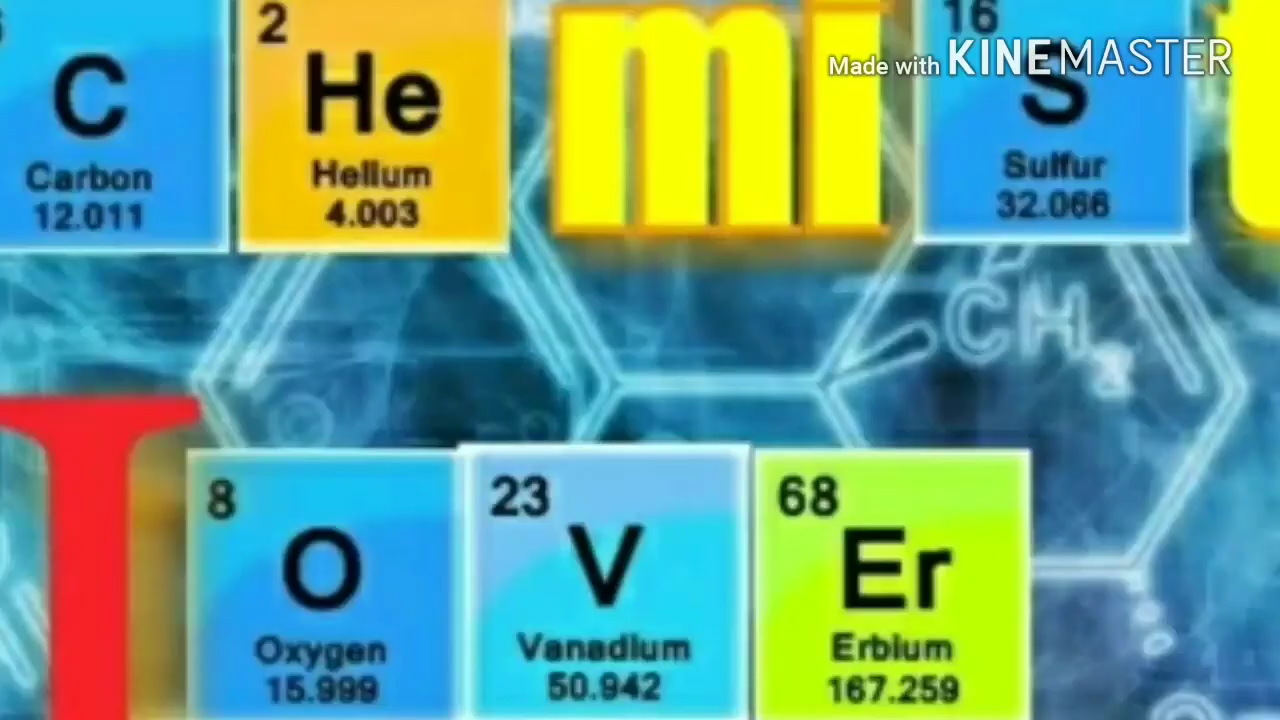 2 16
Made with KINEMASTER
C He mi S
Carbon Helium Sulfur
12.011 4.003 32.066
CH3
I
8 23 68
O V Er
Oxygen Vanadium Erbium
15.999 50.942 167.259